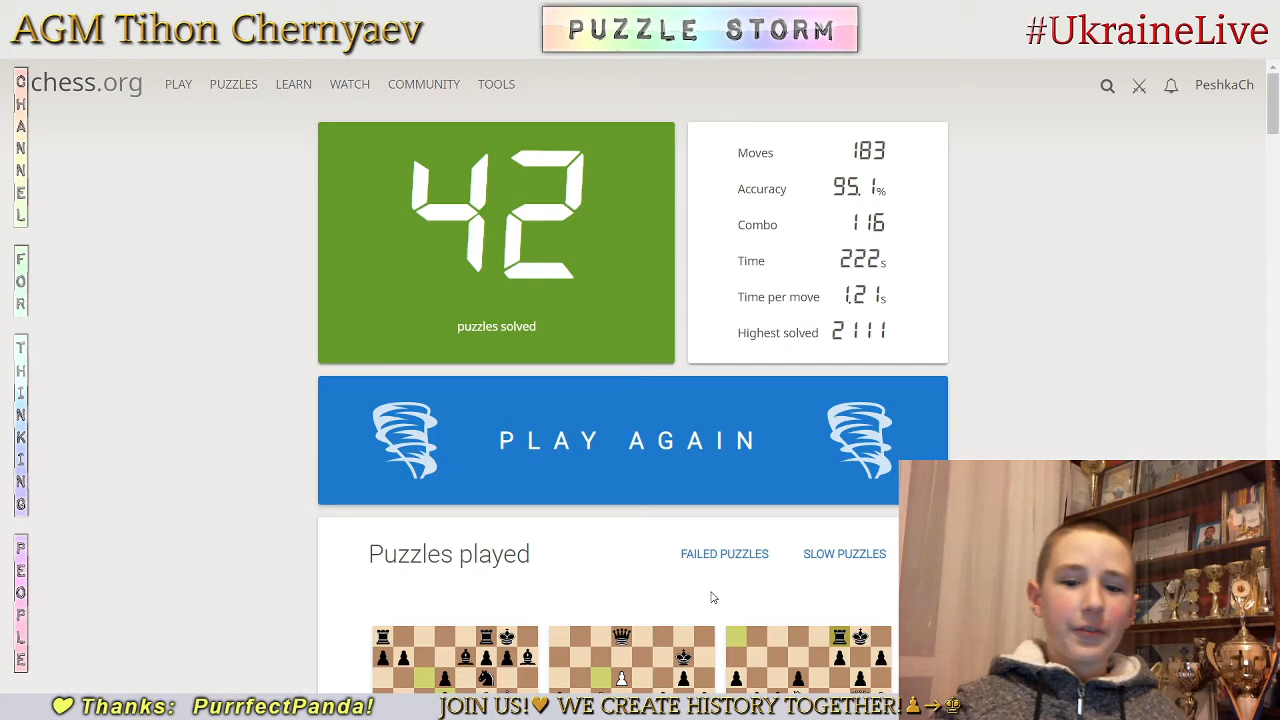 AGM Tihon Chernyaev
PUZZLE STORM
#UkraineLive
CHANNEL
FOR
THINKING
PEOPLE
chess.org
PLAY
PUZZLES
LEARN
WATCH
COMMUNITY
TOOLS
PeshkaCh
42
puzzles solved
Moves 183
Accuracy 95.1%
Combo 116
Time 222s
Time per move 1.21s
Highest solved 2111
PLAY AGAIN
Puzzles played
FAILED PUZZLES
SLOW PUZZLES
Thanks: PurrfectPanda!
JOIN US! WE CREATE HISTORY TOGETHER!